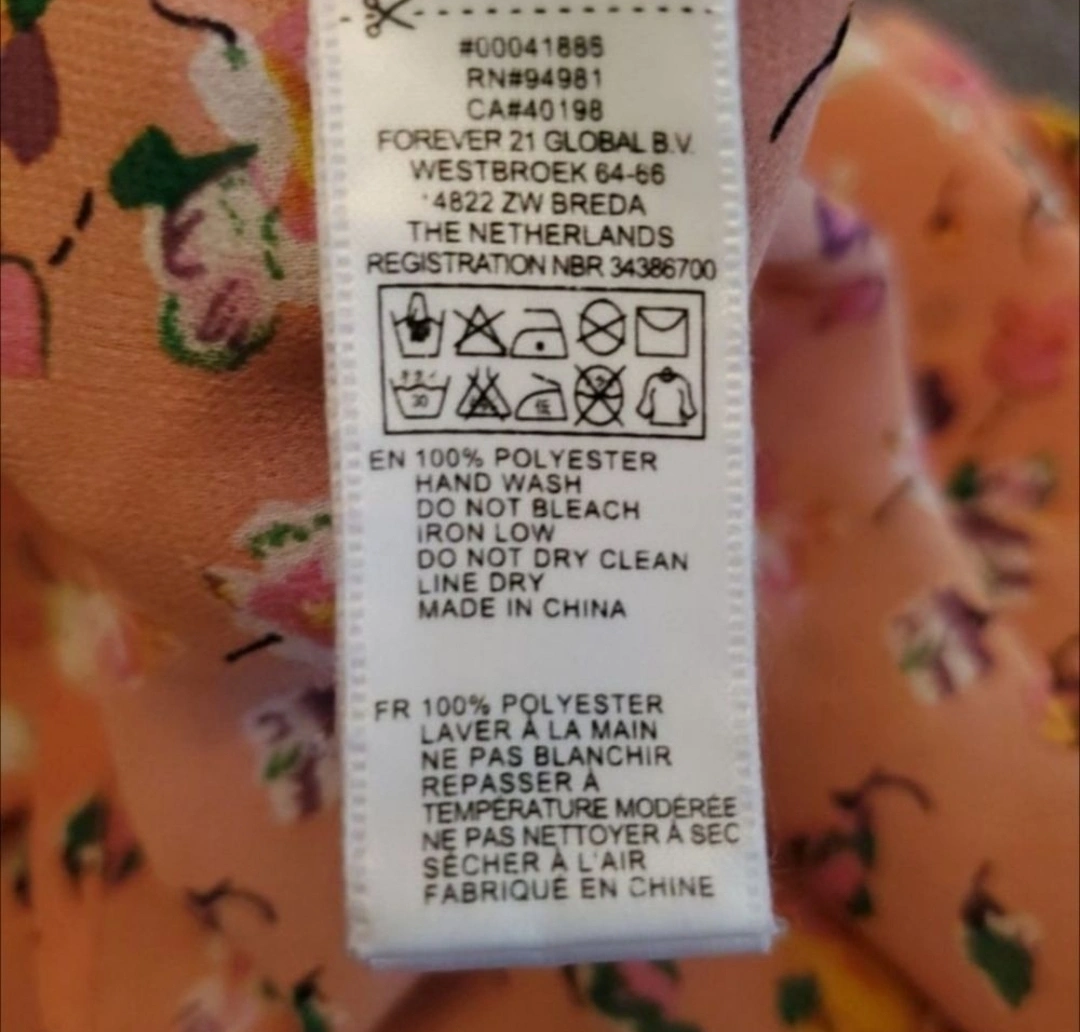 #00041885
RN#94981
CA#40198
FOREVER 21 GLOBAL B.V.
WESTBROEK 64-66
4822 ZW BREDA
THE NETHERLANDS
REGISTRATION NBR 34386700
30
低
EN 100% POLYESTER
HAND WASH
DO NOT BLEACH
IRON LOW
DO NOT DRY CLEAN
LINE DRY
MADE IN CHINA
FR 100% POLYESTER
LAVER À LA MAIN
NE PAS BLANCHIR
REPASSER À
TEMPÉRATURE MODÉRÉE
NE PAS NETTOYER À SEC
SÉCHER À L'AIR
FABRIQUÉ EN CHINE